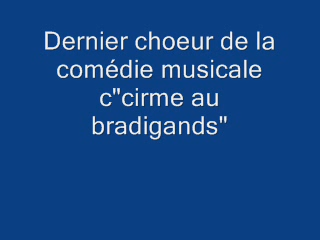 Dernier choeur de la
comédie musicale
c"cirme au
bradigands"